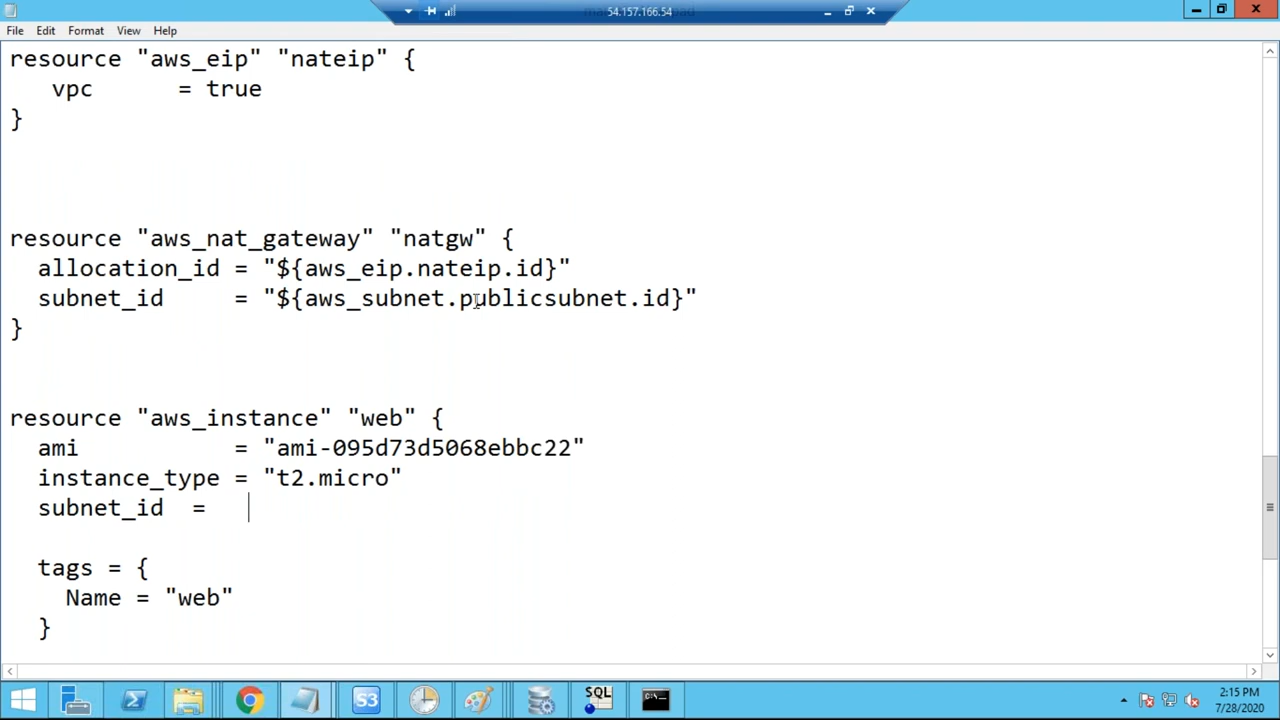 54.157.166.54
File Edit Format View Help
resource "aws_eip" "nateip" {
vpc = true
}
resource "aws_nat_gateway" "natgw" {
allocation_id = "${aws_eip.nateip.id}"
subnet_id = "${aws_subnet.publicsubnet.id}"
}
resource "aws_instance" "web" {
ami = "ami-095d73d5068ebbc22"
instance_type = "t2.micro"
subnet_id =
tags = {
Name = "web"
}
S3
SQL
2:15 PM
7/28/2020